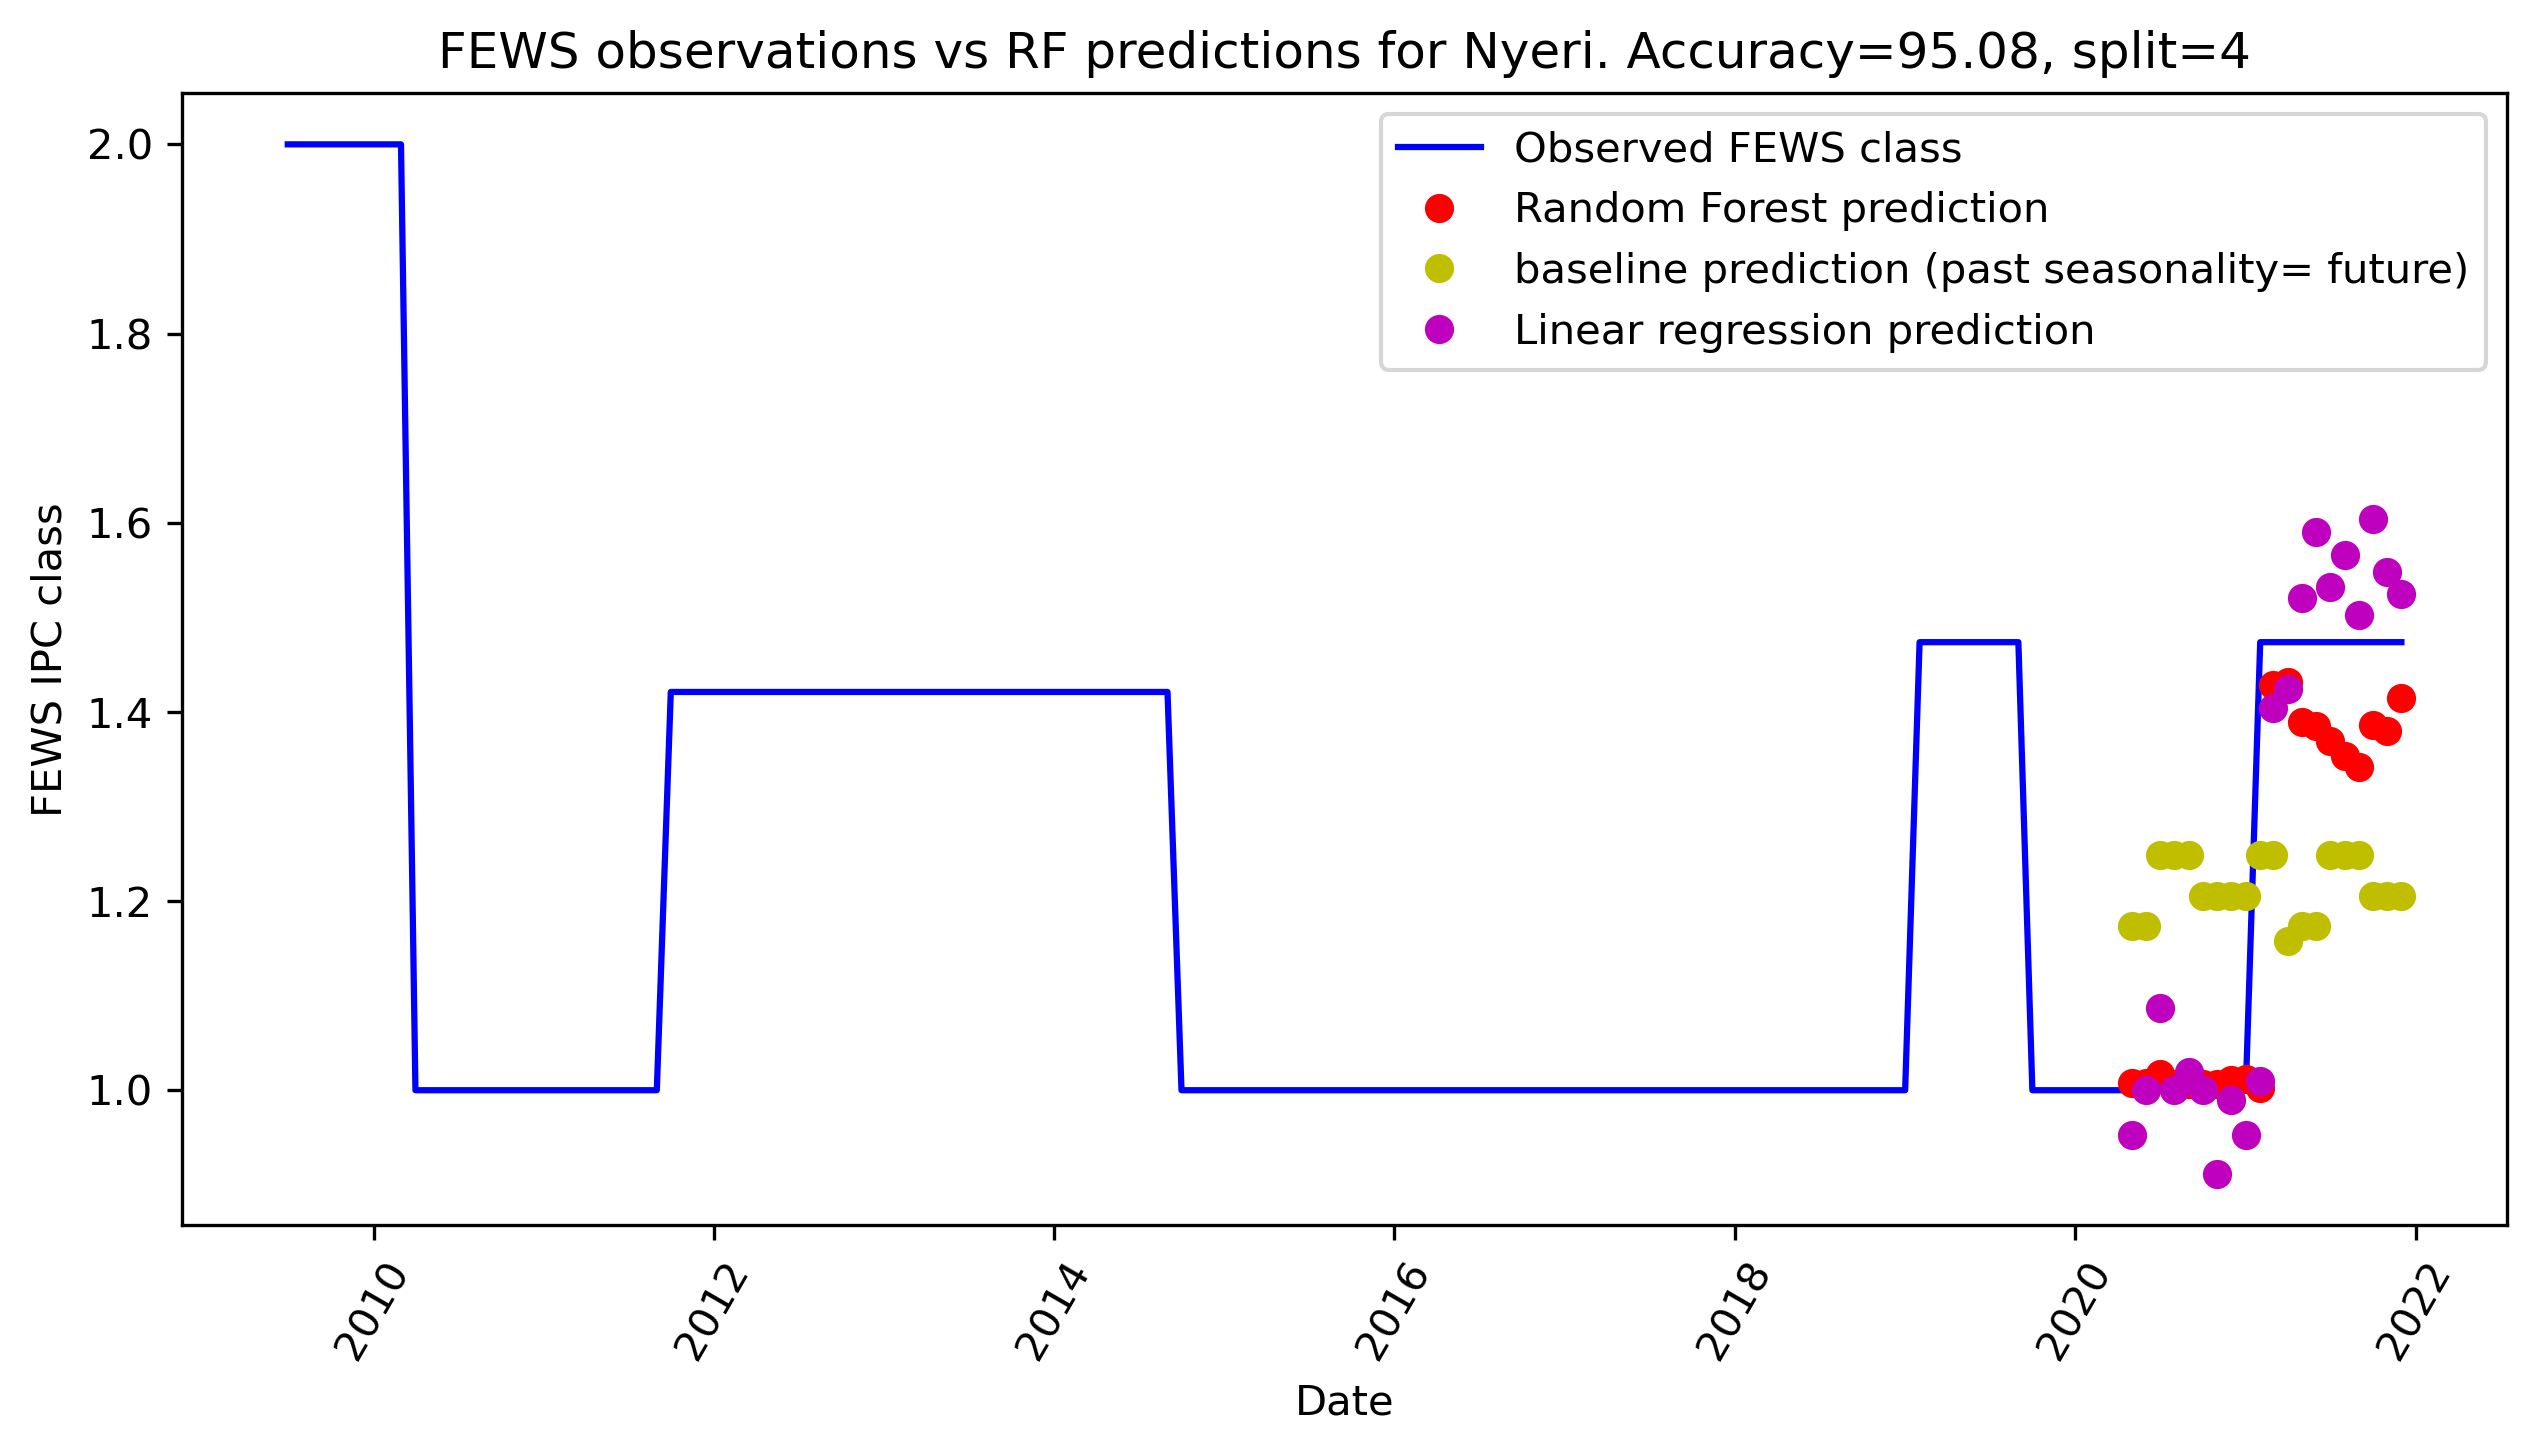 FEWS observations vs RF predictions for Nyeri. Accuracy=95.08, split=4
Observed FEWS class
Random Forest prediction
baseline prediction (past seasonality= future)
Linear regression prediction
FEWS IPC class
2.0
1.8
1.6
1.4
1.2
1.0
2010
2012
2014
2016
2018
2020
2022
Date